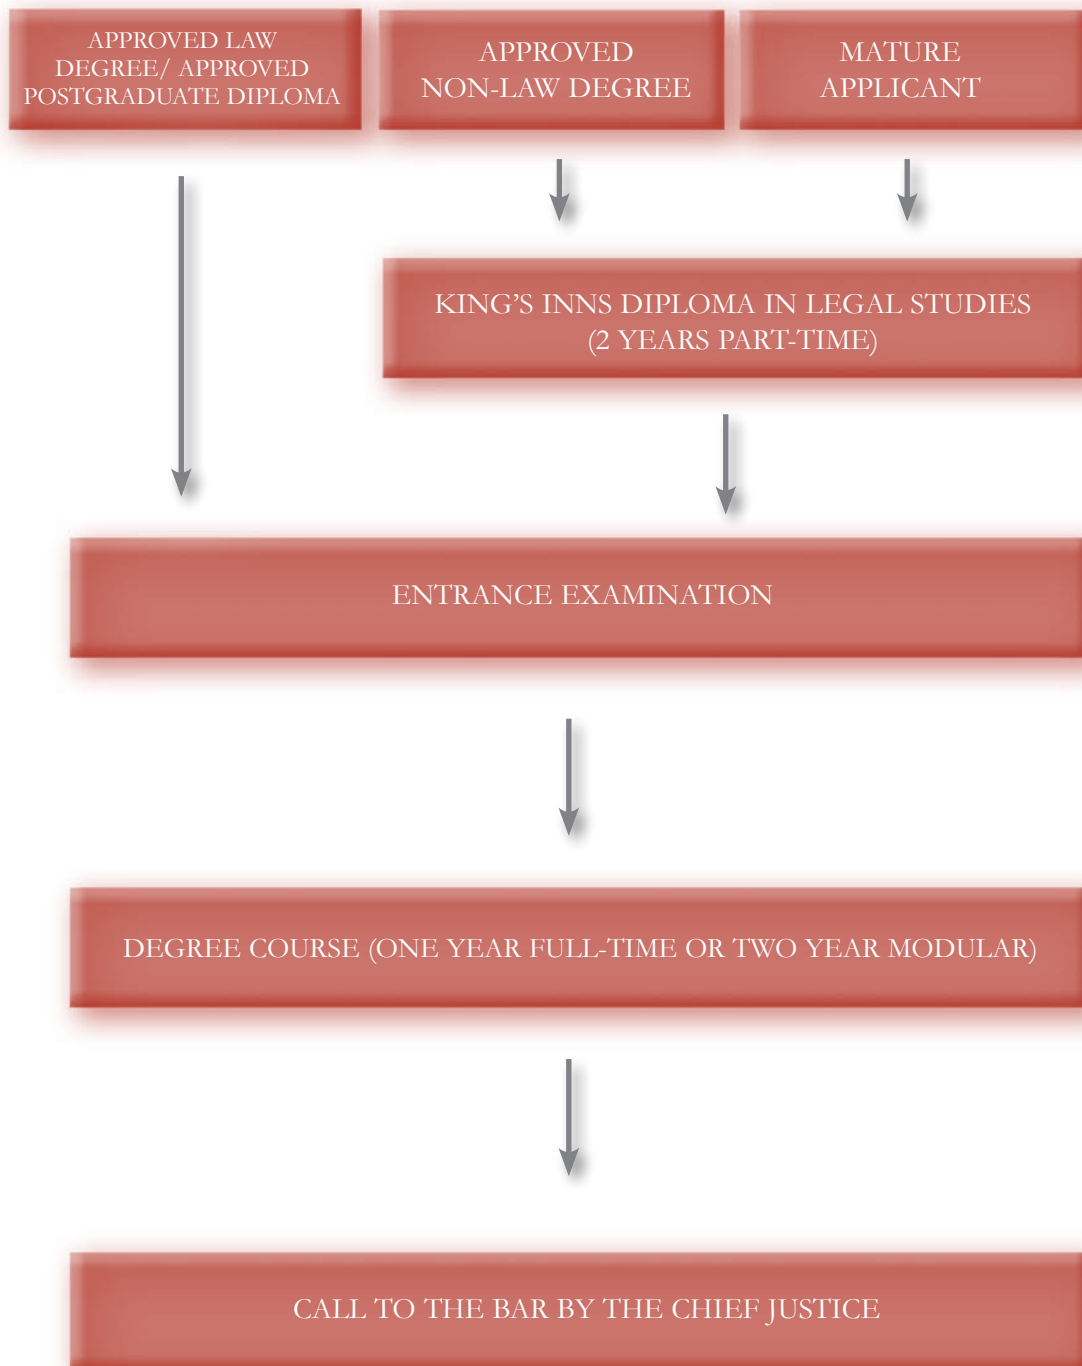 APPROVED LAW
DEGREE/ APPROVED
POSTGRADUATE DIPLOMA
APPROVED
NON-LAW DEGREE
MATURE
APPLICANT
KING'S INNS DIPLOMA IN LEGAL STUDIES
(2 YEARS PART-TIME)
ENTRANCE EXAMINATION
DEGREE COURSE (ONE YEAR FULL-TIME OR TWO YEAR MODULAR)
CALL TO THE BAR BY THE CHIEF JUSTICE